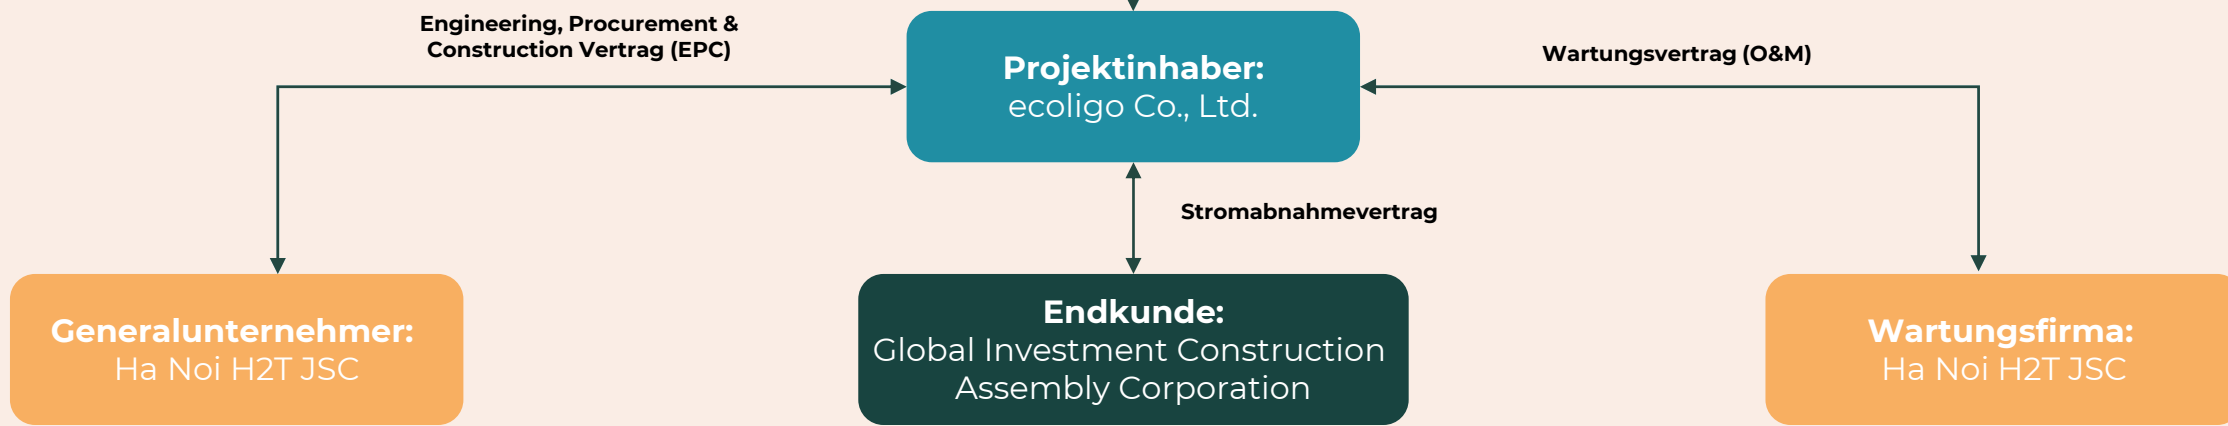 Engineering, Procurement &
Construction Vertrag (EPC)
Projektinhaber:
ecoligo Co., Ltd.
Wartungsvertrag (O&M)
Stromabnahmevertrag
Generalunternehmer:
Ha Noi H2T JSC
Endkunde:
Global Investment Construction
Assembly Corporation
Wartungsfirma:
Ha Noi H2T JSC